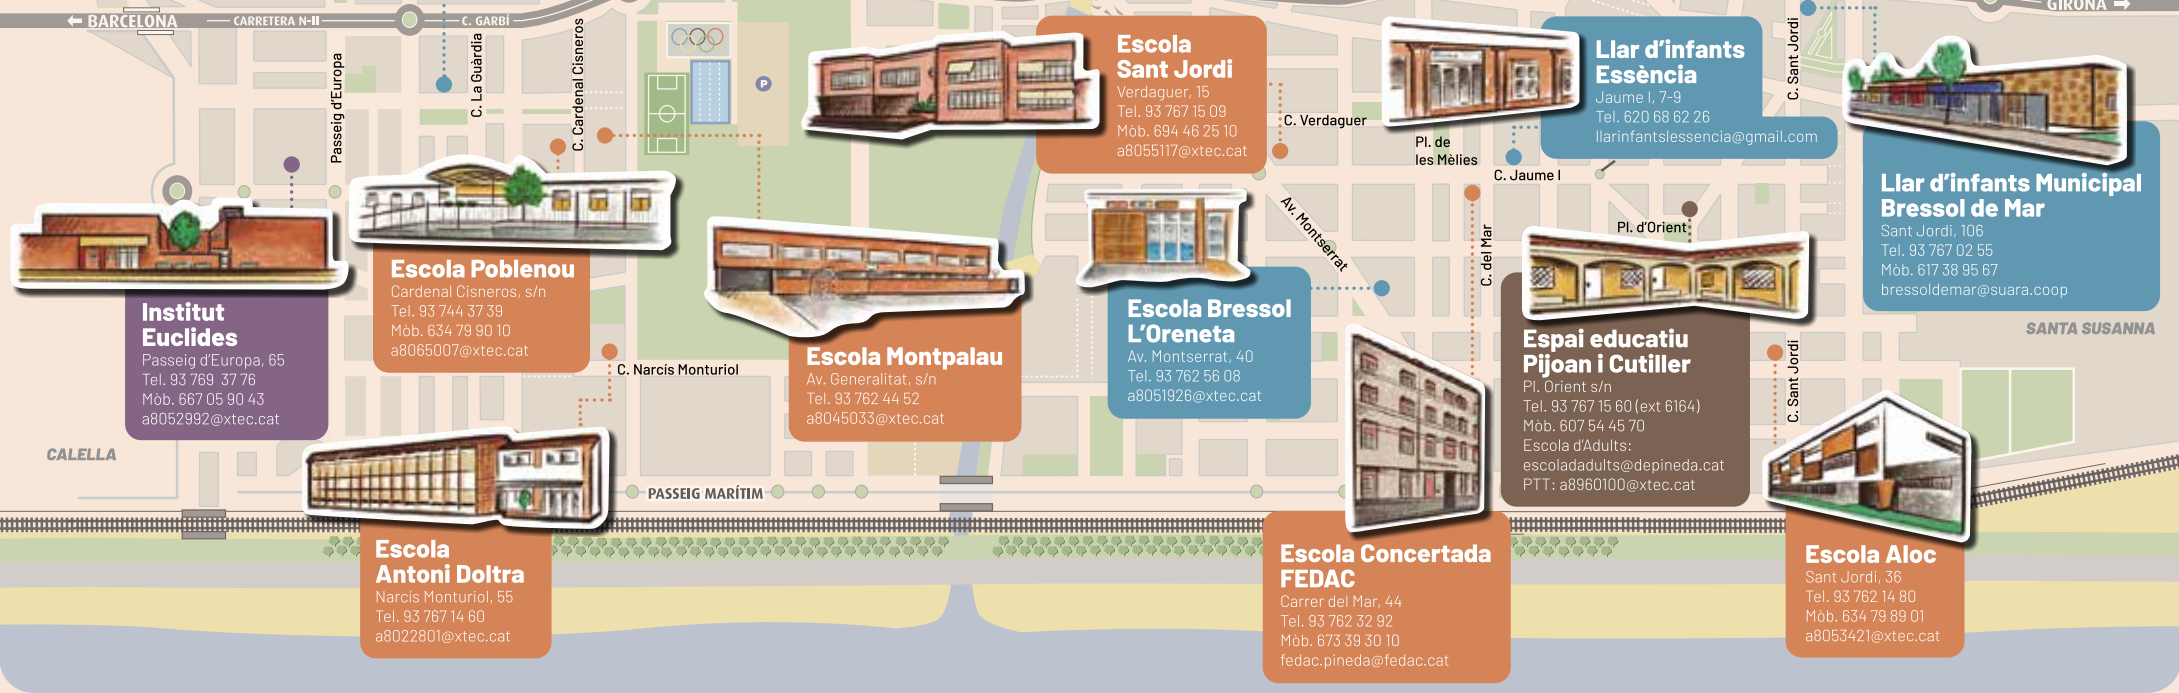 BARCELONA
CARRETERA N-II
C. GARBÍ
GIRONA
Passeig d'Europa
C. La Guàrdia
C. Cardenal Cisneros
P
Escola
Sant Jordi
Verdaguer, 15
Tel. 93 767 15 09
Mòb. 694 46 25 10
a8055117@xtec.cat
C. Verdaguer
Llar d'infants
Essència
Jaume I, 7-9
Tel. 620 68 62 26
llarinfantslessencia@gmail.com
Pl. de
les Mèlies
C. Jaume I
C. Sant Jordi
Llar d'infants Municipal
Bressol de Mar
Sant Jordi, 106
Tel. 93 767 02 55
Mòb. 617 38 95 67
bressoldemar@suara.coop
SANTA SUSANNA
Institut
Euclides
Passeig d'Europa, 65
Tel. 93 769 37 76
Mòb. 667 05 90 43
a8052992@xtec.cat
CALELLA
Escola Poblenou
Cardenal Cisneros, s/n
Tel. 93 744 37 39
Mòb. 634 79 90 10
a8065007@xtec.cat
C. Narcís Monturiol
Escola Montpalau
Av. Generalitat, s/n
Tel. 93 762 44 52
a8045033@xtec.cat
Av. Montserrat
Escola Bressol
L'Oreneta
Av. Montserrat, 40
Tel. 93 762 56 08
a8051926@xtec.cat
C. del Mar
Pl. d'Orient
Espai educatiu
Pijoan i Cutiller
Pl. Orient s/n
Tel. 93 767 15 60 (ext 6164)
Mòb. 607 54 45 70
Escola d'Adults:
escoladadults@depineda.cat
PTT: a8960100@xtec.cat
C. Sant Jordi
PASSEIG MARÍTIM
Escola
Antoni Doltra
Narcís Monturiol, 55
Tel. 93 767 14 60
a8022801@xtec.cat
Escola Concertada
FEDAC
Carrer del Mar, 44
Tel. 93 762 32 92
Mòb. 673 39 30 10
fedac.pineda@fedac.cat
Escola Aloc
Sant Jordi, 36
Tel. 93 762 14 80
Mòb. 634 79 89 01
a8053421@xtec.cat